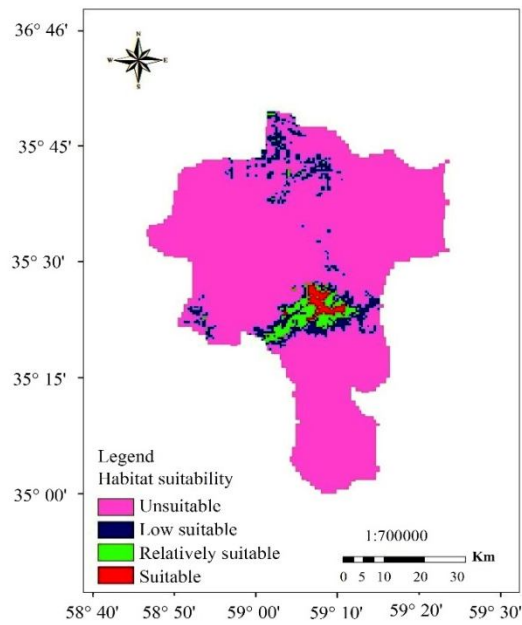 36° 46'
N
W E
S
35° 45'
35° 30'
35° 15'
35° 00'
Legend
Habitat suitability
Unsuitable
Low suitable
Relatively suitable
Suitable
1:700000
Km
0 5 10 20 30
58° 40' 58° 50' 59° 00' 59° 10' 59° 20' 59° 30'